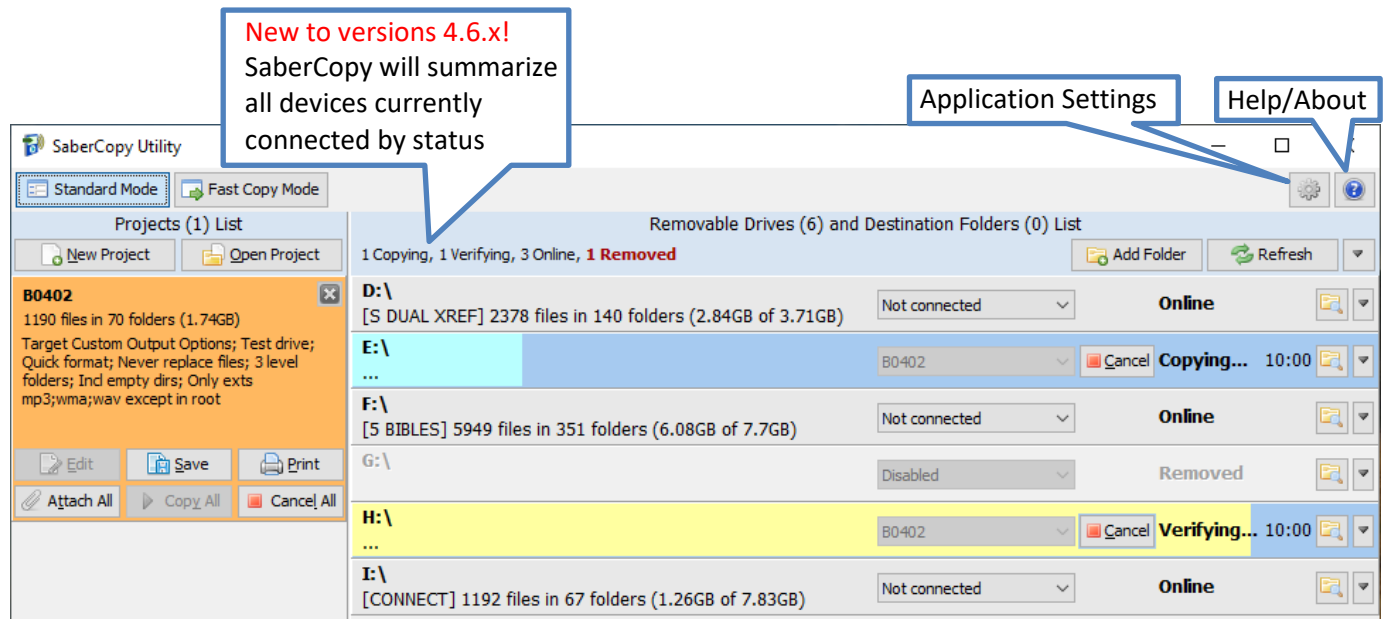 New to versions 4.6.x!
SaberCopy will summarize
all devices currently
connected by status
Application Settings
Help/About
SaberCopy Utility
Standard Mode
Fast Copy Mode
Projects (1) List
Removable Drives (6) and Destination Folders (0) List
New Project
Open Project
1 Copying, 1 Verifying, 3 Online, 1 Removed
Add Folder
Refresh
B0402
1190 files in 70 folders (1.74GB)
Target Custom Output Options; Test drive;
Quick format; Never replace files; 3 level
folders; Ind empty dirs; Only exts
mp3;wma;wav except in root
Edit
Save
Print
Attach All
Copy All
Cancel All
D:\
[S DUAL XREF] 2378 files in 140 folders (2.84GB of 3.71GB)
Not connected
Online
E:\
...
B0402
Cancel
Copying...
10:00
F:\
[5 BIBLES] 5949 files in 351 folders (6.08GB of 7.7GB)
Not connected
Online
G:\
Disabled
Removed
H:\
...
B0402
Cancel
Verifying...
10:00
I:\
[CONNECT] 1192 files in 67 folders (1.26GB of 7.83GB)
Not connected
Online